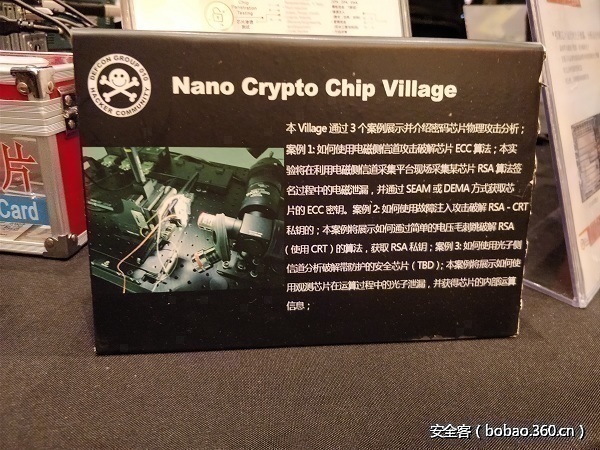 Chip
Penetration
Testing
DEFCON GROUP 010
HACKER COMMUNITY
Nano Crypto Chip Village
本 Village 通过 3 个案例展示并介绍密码芯片物理攻击分析；
案例 1: 如何使用电磁侧信道攻击破解芯片 ECC 算法；本实
验将在利用电磁侧信道采集平台现场采集某芯片 RSA 算法签
名过程中的电磁泄漏，并通过 SEAM 或 DEMA 方式获取芯
片的 ECC 密钥。案例 2: 如何使用故障注入攻击破解 RSA - CRT
私钥的；本案例将展示如何通过简单的电压毛刺跳破解 RSA
(使用 CRT）的算法，获取 RSA 私钥；案例 3: 如何使用光子侧
信道分析破解带防护的安全芯片（TBD)；本案例将展示如何使
用观测芯片在运算过程中的光子泄漏，并获得芯片的内部运算
信息；
片
Card
安全客（bobao.360.cn）